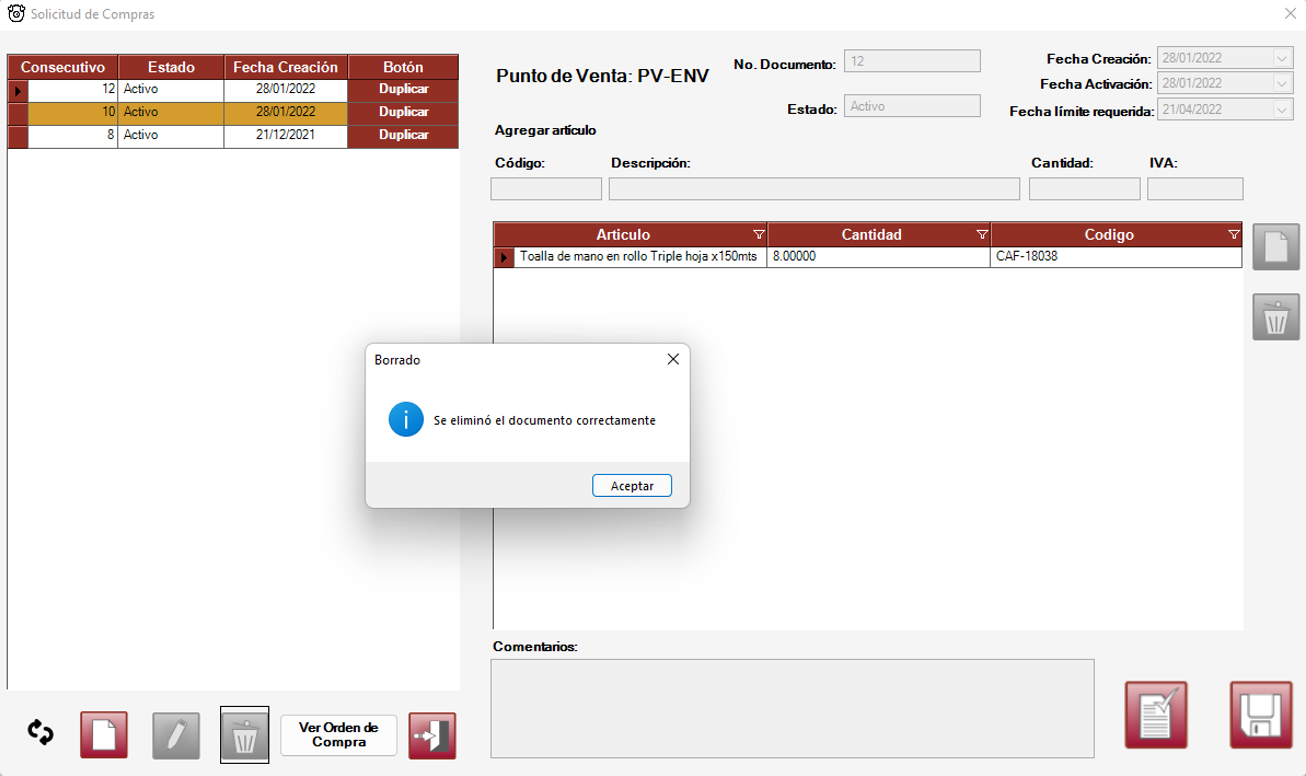 Solicitud de Compras
Consecutivo Estado Fecha Creación Botón
12 Activo 28/01/2022 Duplicar
10 Activo 28/01/2022 Duplicar
8 Activo 21/12/2021 Duplicar
Punto de Venta: PV-ENV
No. Documento: 12
Estado: Activo
Fecha Creación: 28/01/2022
Fecha Activación: 28/01/2022
Fecha límite requerida: 21/04/2022
Agregar artículo
Código: Descripción: Cantidad: IVA:
Articulo Cantidad Codigo
Toalla de mano en rollo Triple hoja x150mts 8.00000 CAF-18038
Borrado
Se eliminó el documento correctamente
Aceptar
Comentarios:
Ver Orden de
Compra